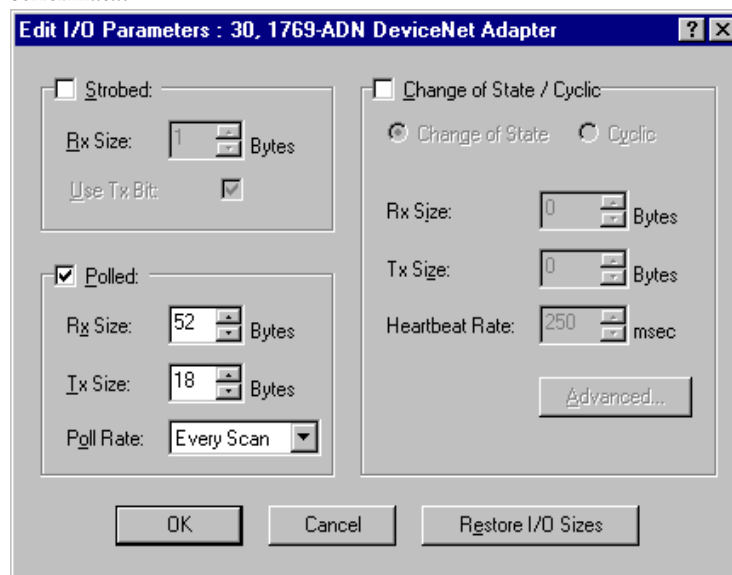 Edit I/O Parameters : 30, 1769-ADN DeviceNet Adapter
Strobed:
Rx Size: 1 Bytes
Use Tx Bit:
Polled:
Rx Size: 52 Bytes
Tx Size: 18 Bytes
Poll Rate: Every Scan
Change of State / Cyclic
Change of State Cyclic
Rx Size: 0 Bytes
Tx Size: 0 Bytes
Heartbeat Rate: 250 msec
Advanced...
OK Cancel Restore I/O Sizes